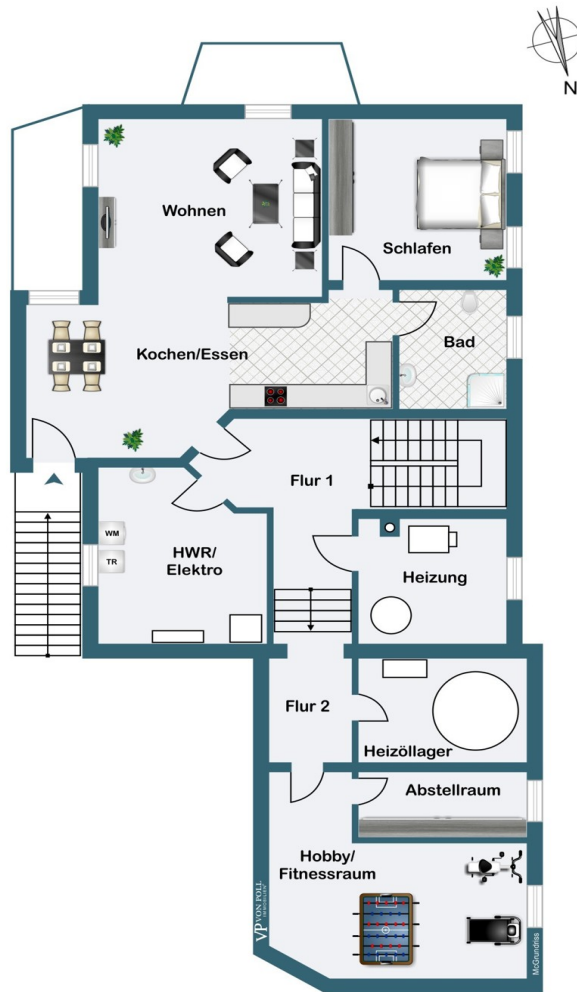 N
Wohnen
Schlafen
Kochen/Essen
Bad
Flur 1
WM
TR
HWR/
Elektro
Heizung
Flur 2
Heizöllager
Abstellraum
Hobby/
Fitnessraum
VP VON POLL
IMMOBILIEN
McGrundriss